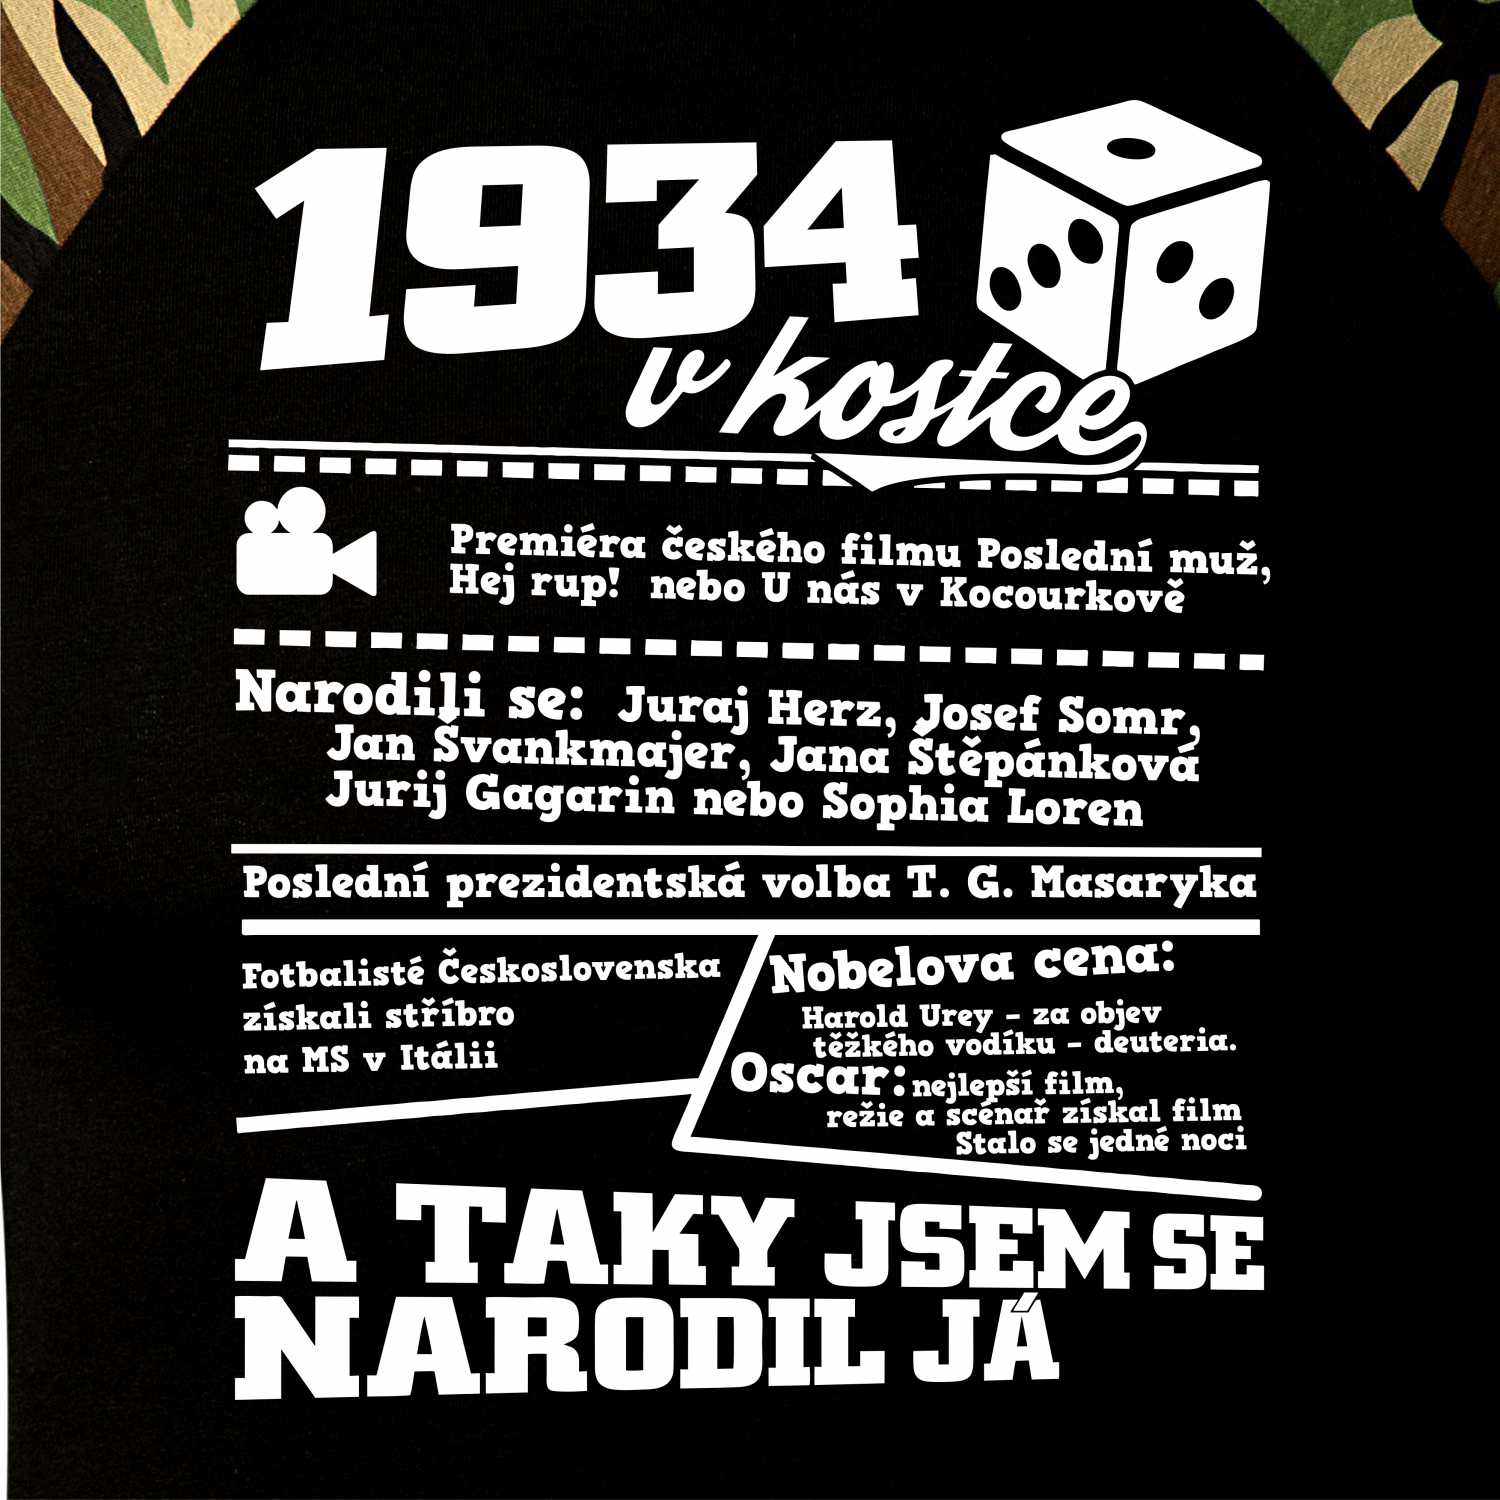 1934
v kostce
Premiéra českého filmu Poslední muž,
Hej rup! nebo U nás v Kocourkově
Narodili se: Juraj Herz, Josef Somr,
Jan Švankmajer, Jana Štěpánková
Jurij Gagarin nebo Sophia Loren
Poslední prezidentská volba T. G. Masaryka
Fotbalisté Československa
získali stříbro
na MS v Itálii
Nobelova cena:
Harold Urey - za objev
těžkého vodíku - deuteria.
Oscar: nejlepší film,
režie a scénař získal film
Stalo se jedné noci
A TAKY JSEM SE
NARODIL JÁ